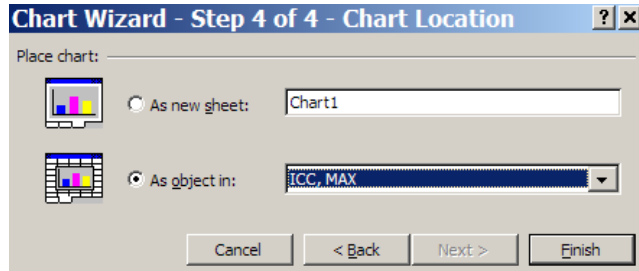 Chart Wizard - Step 4 of 4 - Chart Location
Place chart:
As new sheet: Chart1
As object in: ICC, MAX
Cancel < Back Next > Finish